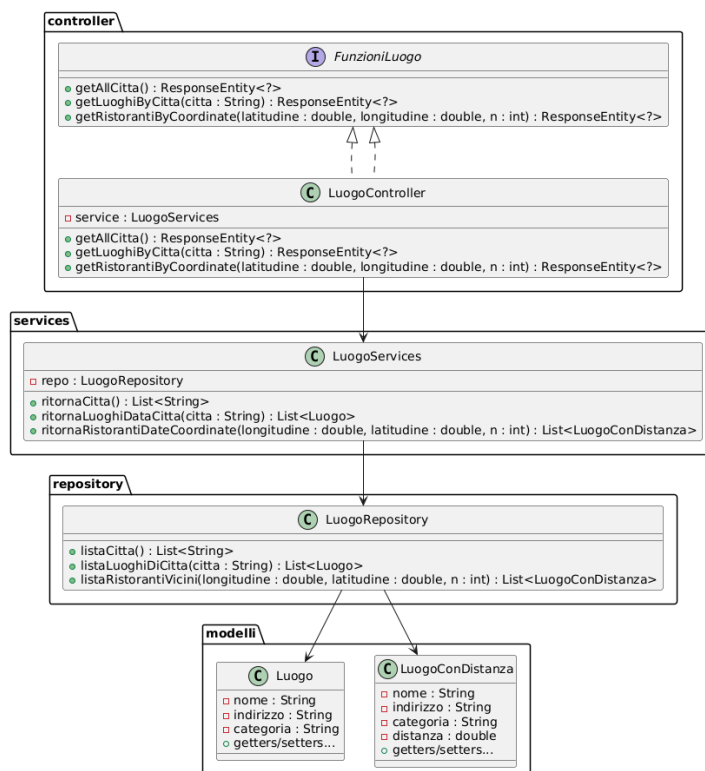 controller
I FunzioniLuogo
getAllCitta() : ResponseEntity<?>
getLuoghiByCitta(citta : String) : ResponseEntity<?>
getRistorantiByCoordinate(latitudine : double, longitudine : double, n : int) : ResponseEntity<?>
C LuogoController
service : LuogoServices
getAllCitta() : ResponseEntity<?>
getLuoghiByCitta(citta : String) : ResponseEntity<?>
getRistorantiByCoordinate(latitudine : double, longitudine : double, n : int) : ResponseEntity<?>
services
C LuogoServices
repo : LuogoRepository
ritornaCitta() : List<String>
ritornaLuoghiDataCitta(citta : String) : List<Luogo>
ritornaRistorantiDateCoordinate(longitudine : double, latitudine : double, n : int) : List<LuogoConDistanza>
repository
C LuogoRepository
listaCitta() : List<String>
listaLuoghiDiCitta(citta : String) : List<Luogo>
listaRistorantiVicini(longitudine : double, latitudine : double, n : int) : List<LuogoConDistanza>
modelli
C Luogo
nome : String
indirizzo : String
categoria : String
getters/setters...
C LuogoConDistanza
nome : String
indirizzo : String
categoria : String
distanza : double
getters/setters...